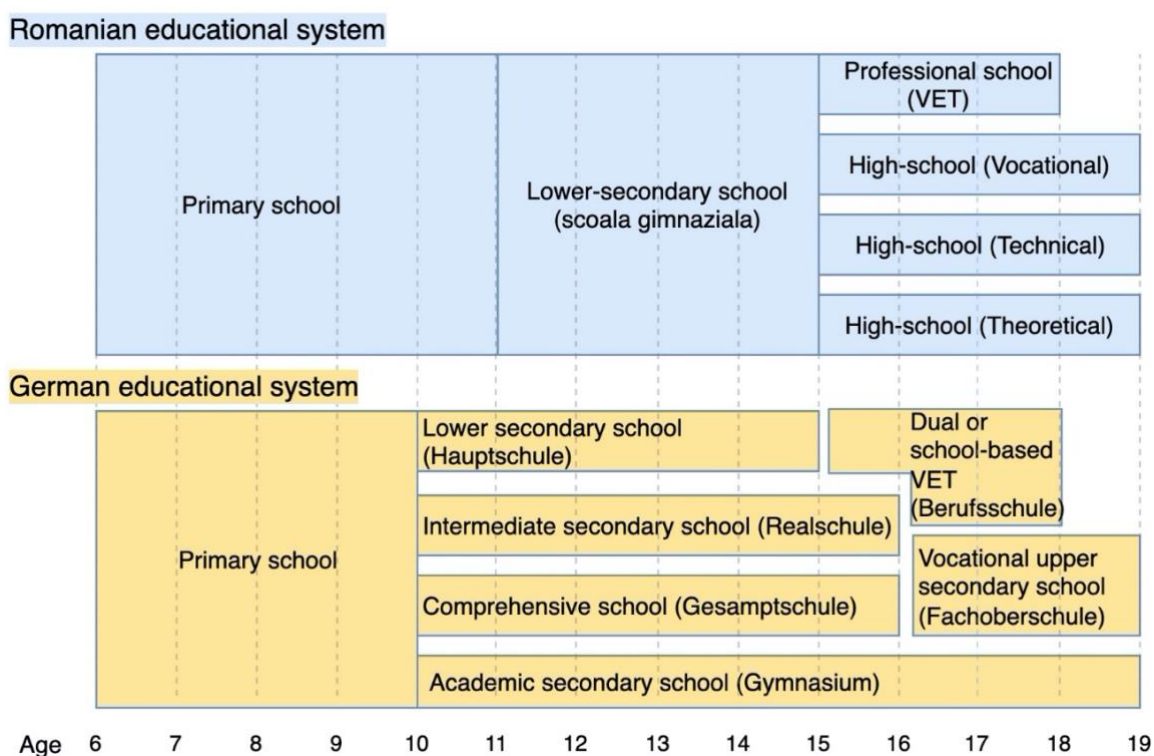 Romanian educational system
Primary school
Lower-secondary school
(scoala gimnaziala)
Professional school
(VET)
High-school (Vocational)
High-school (Technical)
High-school (Theoretical)
German educational system
Primary school
Lower secondary school
(Hauptschule)
Intermediate secondary school (Realschule)
Comprehensive school (Gesamptschule)
Academic secondary school (Gymnasium)
Dual or
school-based
VET
(Berufsschule)
Vocational upper
secondary school
(Fachoberschule)
Age 6 7 8 9 10 11 12 13 14 15 16 17 18 19